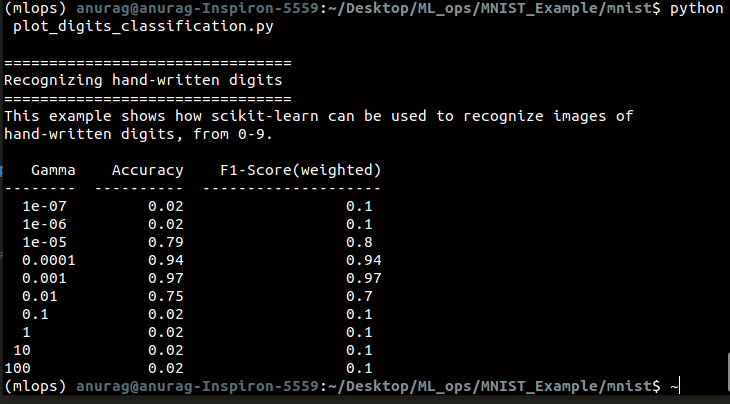 (mlops) anurag@anurag-Inspiron-5559:~/Desktop/ML_ops/MNIST_Example/mnist$ python
 plot_digits_classification.py

================================
Recognizing hand-written digits
================================
This example shows how scikit-learn can be used to recognize images of
hand-written digits, from 0-9.

   Gamma    Accuracy    F1-Score(weighted)
--------  ----------  --------------------
  1e-07         0.02                  0.1
  1e-06         0.02                  0.1
  1e-05         0.79                  0.8
  0.0001        0.94                  0.94
  0.001         0.97                  0.97
  0.01          0.75                  0.7
  0.1           0.02                  0.1
  1             0.02                  0.1
 10             0.02                  0.1
100             0.02                  0.1
(mlops) anurag@anurag-Inspiron-5559:~/Desktop/ML_ops/MNIST_Example/mnist$ ~